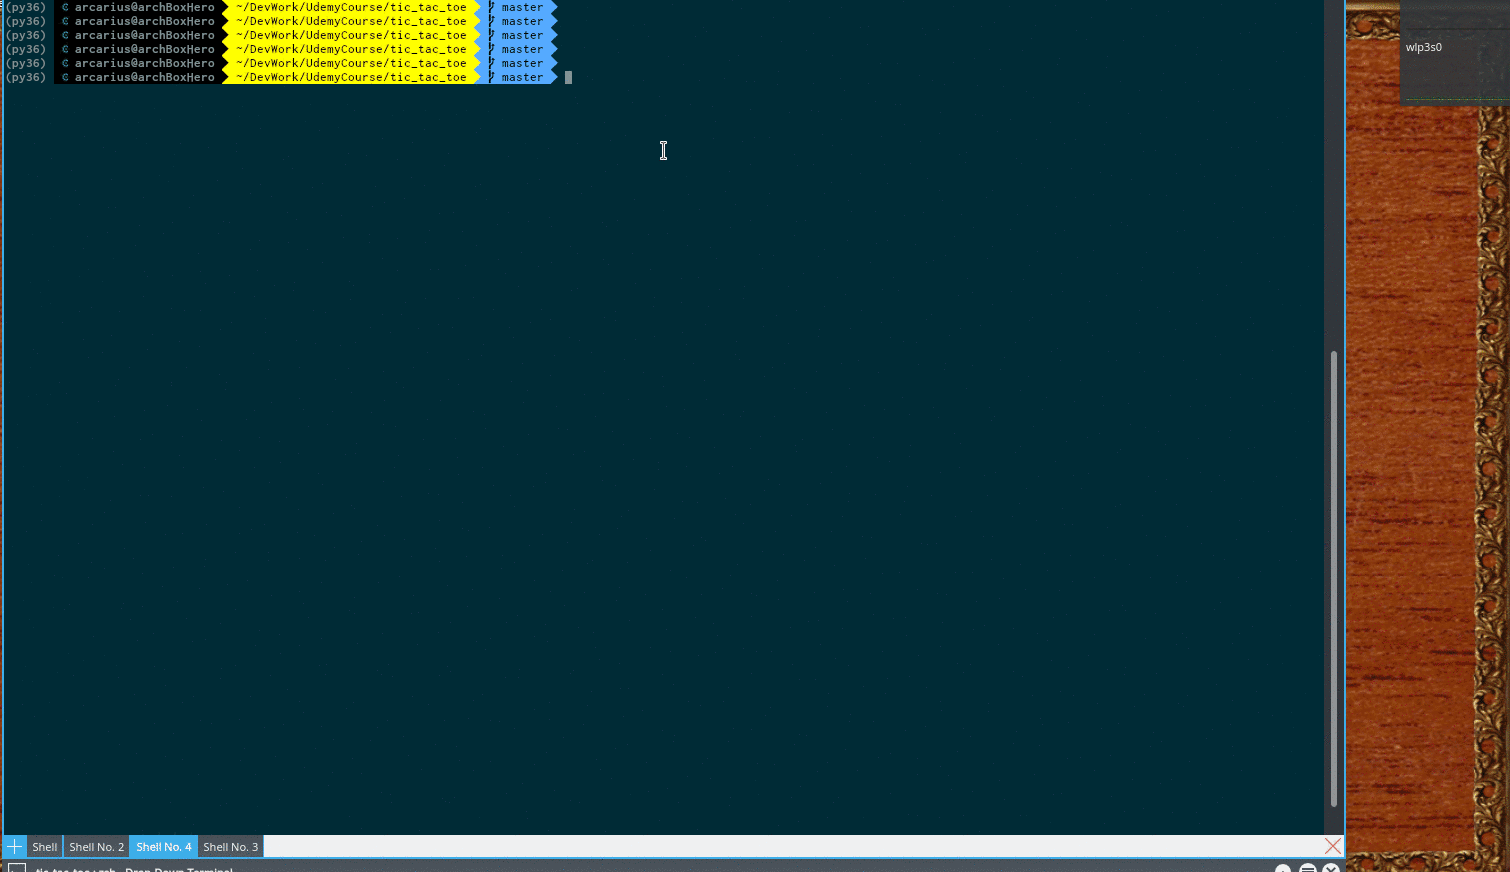 (py36) arcarius@archBoxHero ~/DevWork/UdemyCourse/tic_tac_toe master
(py36) arcarius@archBoxHero ~/DevWork/UdemyCourse/tic_tac_toe master
(py36) arcarius@archBoxHero ~/DevWork/UdemyCourse/tic_tac_toe master
(py36) arcarius@archBoxHero ~/DevWork/UdemyCourse/tic_tac_toe master
(py36) arcarius@archBoxHero ~/DevWork/UdemyCourse/tic_tac_toe master
(py36) arcarius@archBoxHero ~/DevWork/UdemyCourse/tic_tac_toe master
wlp3s0
Shell Shell No. 2 Shell No. 4 Shell No. 3
Drop-Down Terminal